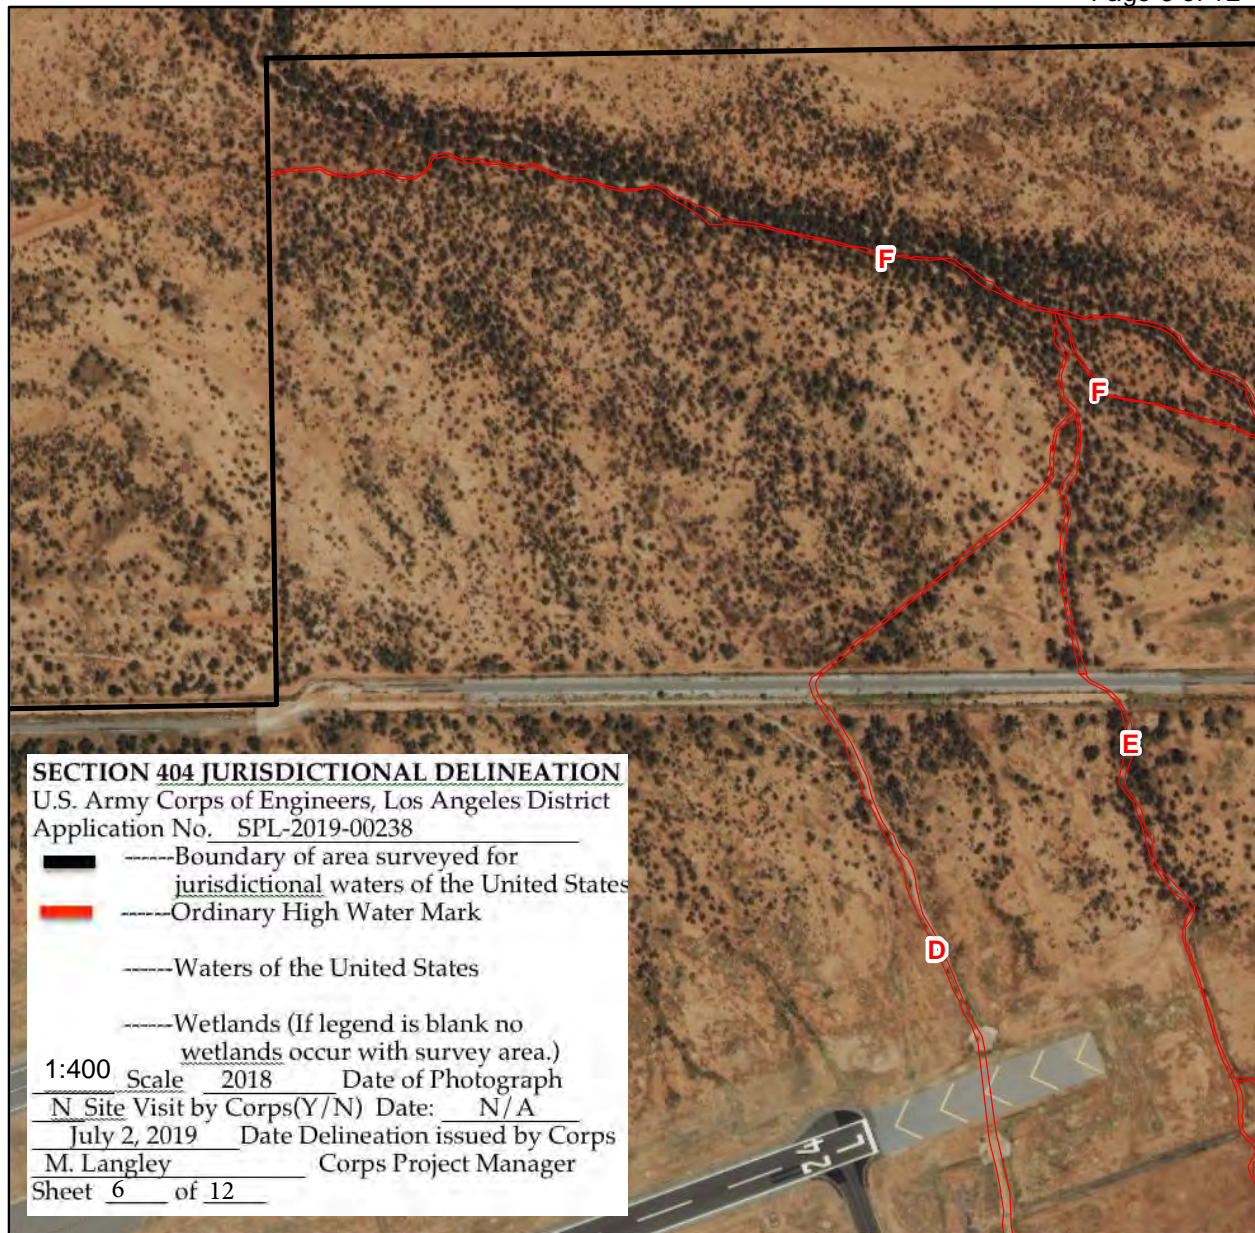 F
F
E
D
24
L
SECTION 404 JURISDICTIONAL DELINEATION
U.S. Army Corps of Engineers, Los Angeles District
Application No. SPL-2019-00238
------Boundary of area surveyed for
jurisdictional waters of the United States
------Ordinary High Water Mark
------Waters of the United States
------Wetlands (If legend is blank no
wetlands occur with survey area.)
1:400 Scale 2018 Date of Photograph
N Site Visit by Corps(Y/N) Date: N/A
July 2, 2019 Date Delineation issued by Corps
M. Langley Corps Project Manager
Sheet 6 of 12